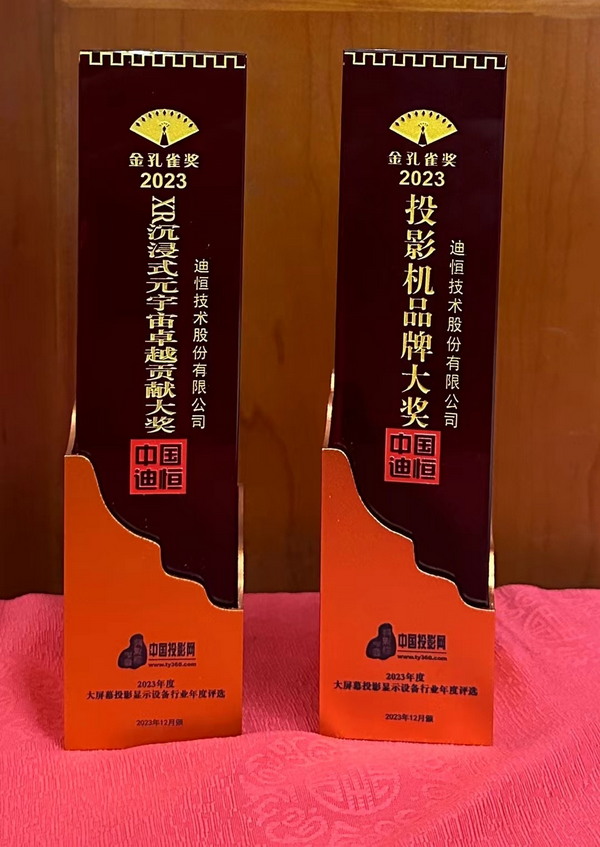 金孔雀奖
2023
XR沉浸式元宇宙卓越贡献大奖
迪恒技术股份有限公司
中国
迪恒
中国投影网
www.ty360.com
2023年度
大屏幕投影显示设备行业年度评选
2023年12月颁
金孔雀奖
2023
投影机品牌大奖
迪恒技术股份有限公司
中国
迪恒
中国投影网
www.ty360.com
2023年度
大屏幕投影显示设备行业年度评选
2023年12月颁